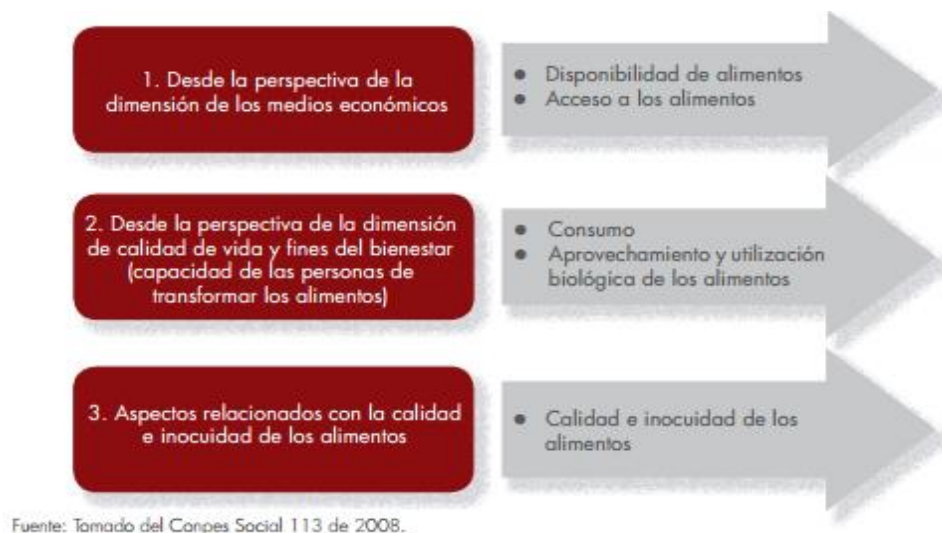 1. Desde la perspectiva de la
dimensión de los medios económicos
● Disponibilidad de alimentos
● Acceso a los alimentos
2. Desde la perspectiva de la dimensión
de calidad de vida y fines del bienestar
(capacidad de las personas de
transformar los alimentos)
● Consumo
● Aprovechamiento y utilización
biológica de los alimentos
3. Aspectos relacionados con la calidad
e inocuidad de los alimentos
● Calidad e inocuidad de los
alimentos
Fuente: Tomado del Conpes Social 113 de 2008.